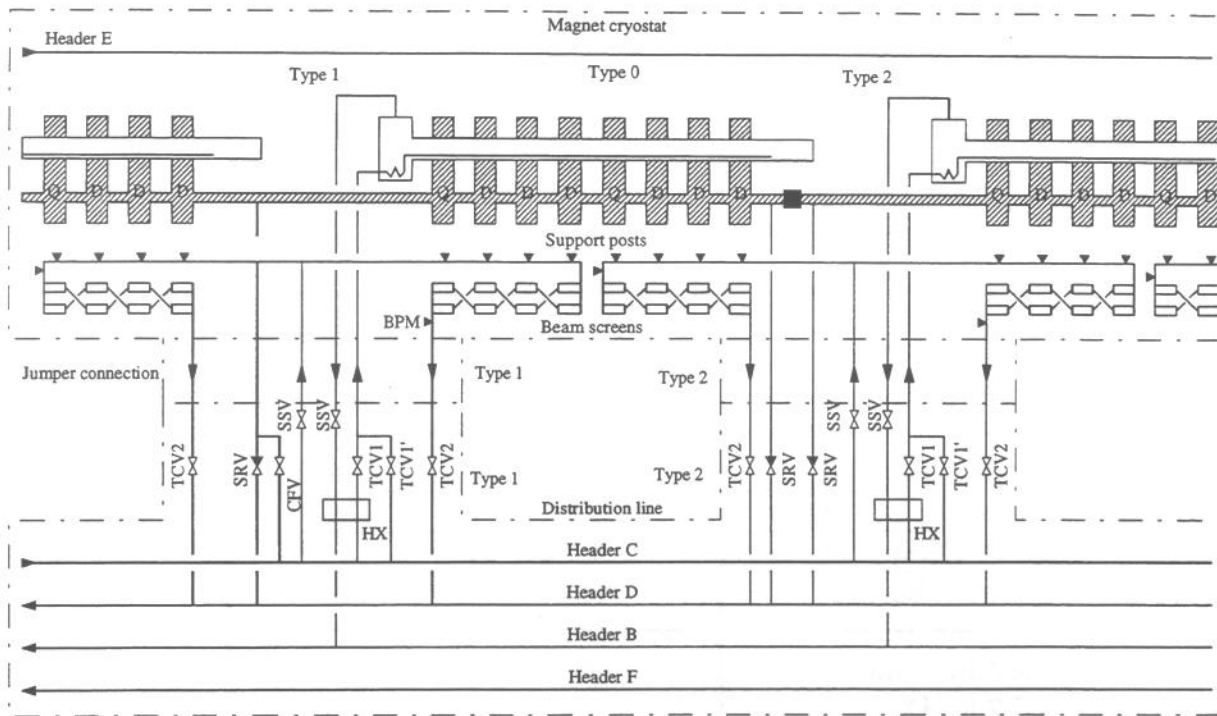 Magnet cryostat
Header E
Type 1
Type 0
Type 2
Q D D D
Q D D D Q D D D
Q D D D Q D
Support posts
BPM
Beam screens
Jumper connection
Type 1
Type 2
SSV
SSV
SSV
SSV
TCV2
SRV
CFV
TCV1
TCV1'
TCV2
Type 1
Type 2
TCV2
SRV
SRV
TCV1
TCV1'
TCV2
Distribution line
HX
HX
Header C
Header D
Header B
Header F